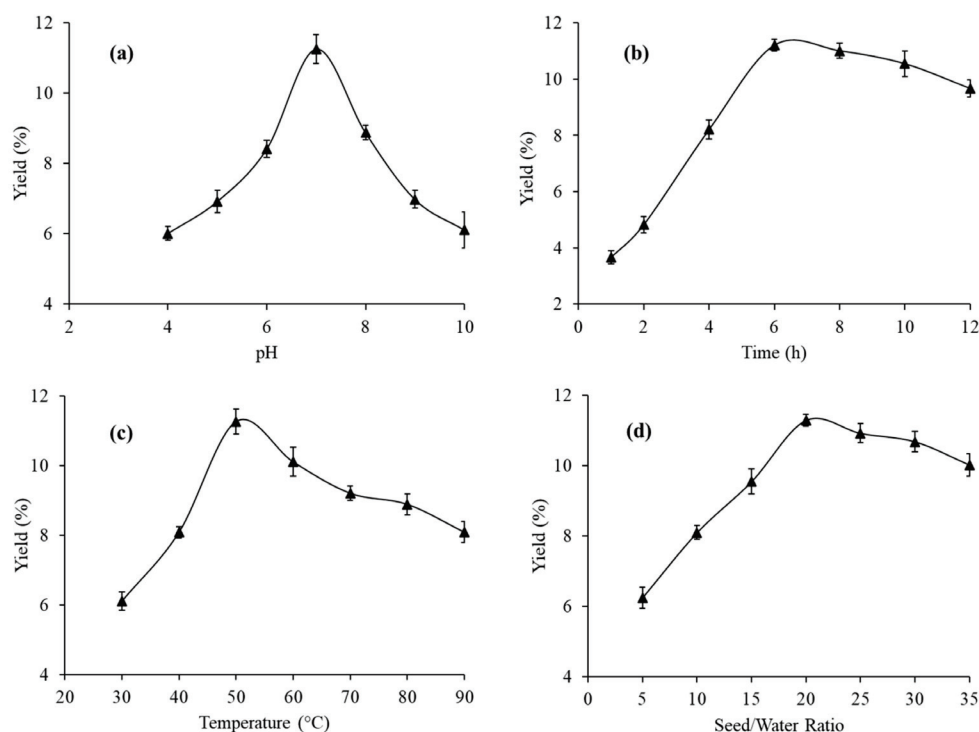 (a)
Yield (%)
12
10
8
6
4
2 4 6 8 10
pH
(b)
Yield (%)
12
10
8
6
4
2
0 2 4 6 8 10 12
Time (h)
(c)
Yield (%)
12
10
8
6
4
20 30 40 50 60 70 80 90
Temperature (°C)
(d)
Yield (%)
12
10
8
6
4
0 5 10 15 20 25 30 35
Seed/Water Ratio